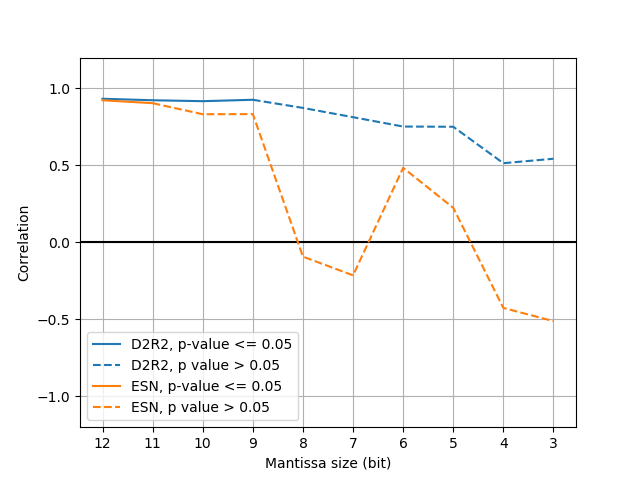 1.0
0.5
0.0
−0.5
−1.0
Correlation
D2R2, p-value <= 0.05
D2R2, p value > 0.05
ESN, p-value <= 0.05
ESN, p value > 0.05
12 11 10 9 8 7 6 5 4 3
Mantissa size (bit)